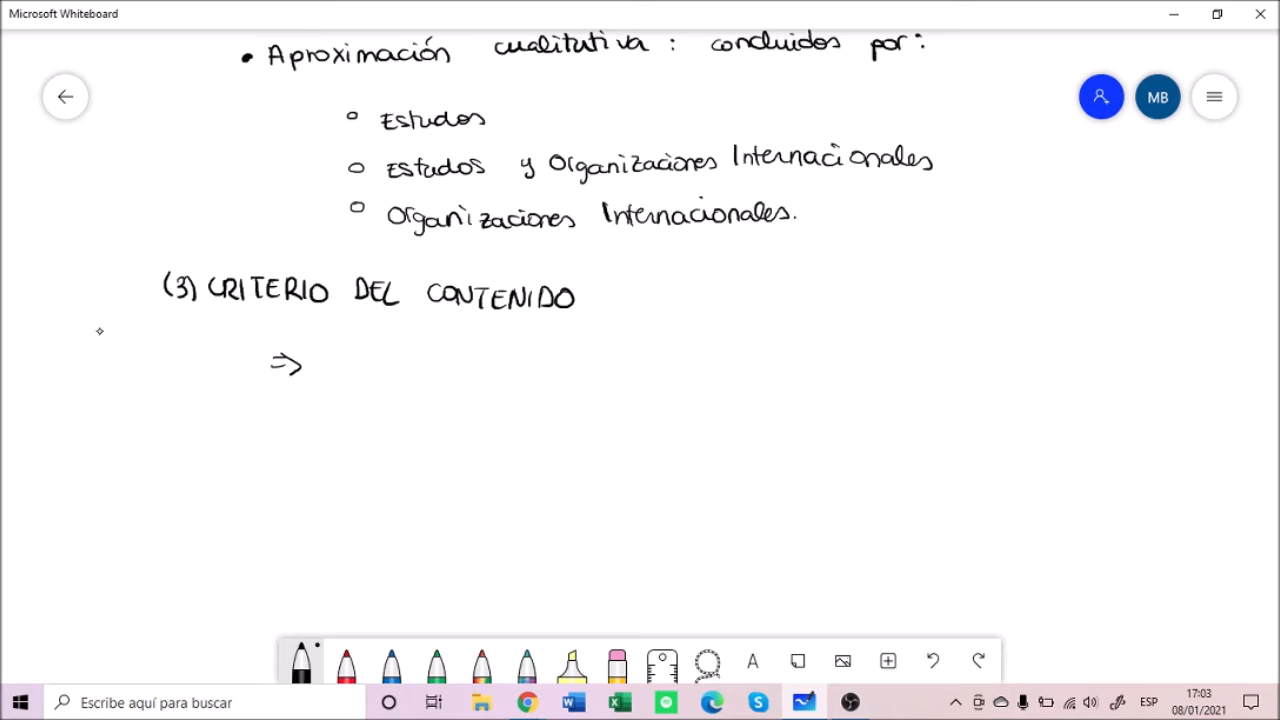 Microsoft Whiteboard
• Aproximación cualitativa : concluidos por :
MB
○ Estados
○ Estados y Organizaciones Internacionales
○ Organizaciones Internacionales.
(3) CRITERIO DEL CONTENIDO
⇒
A
Escribe aquí para buscar
ESP
17:03
08/01/2021